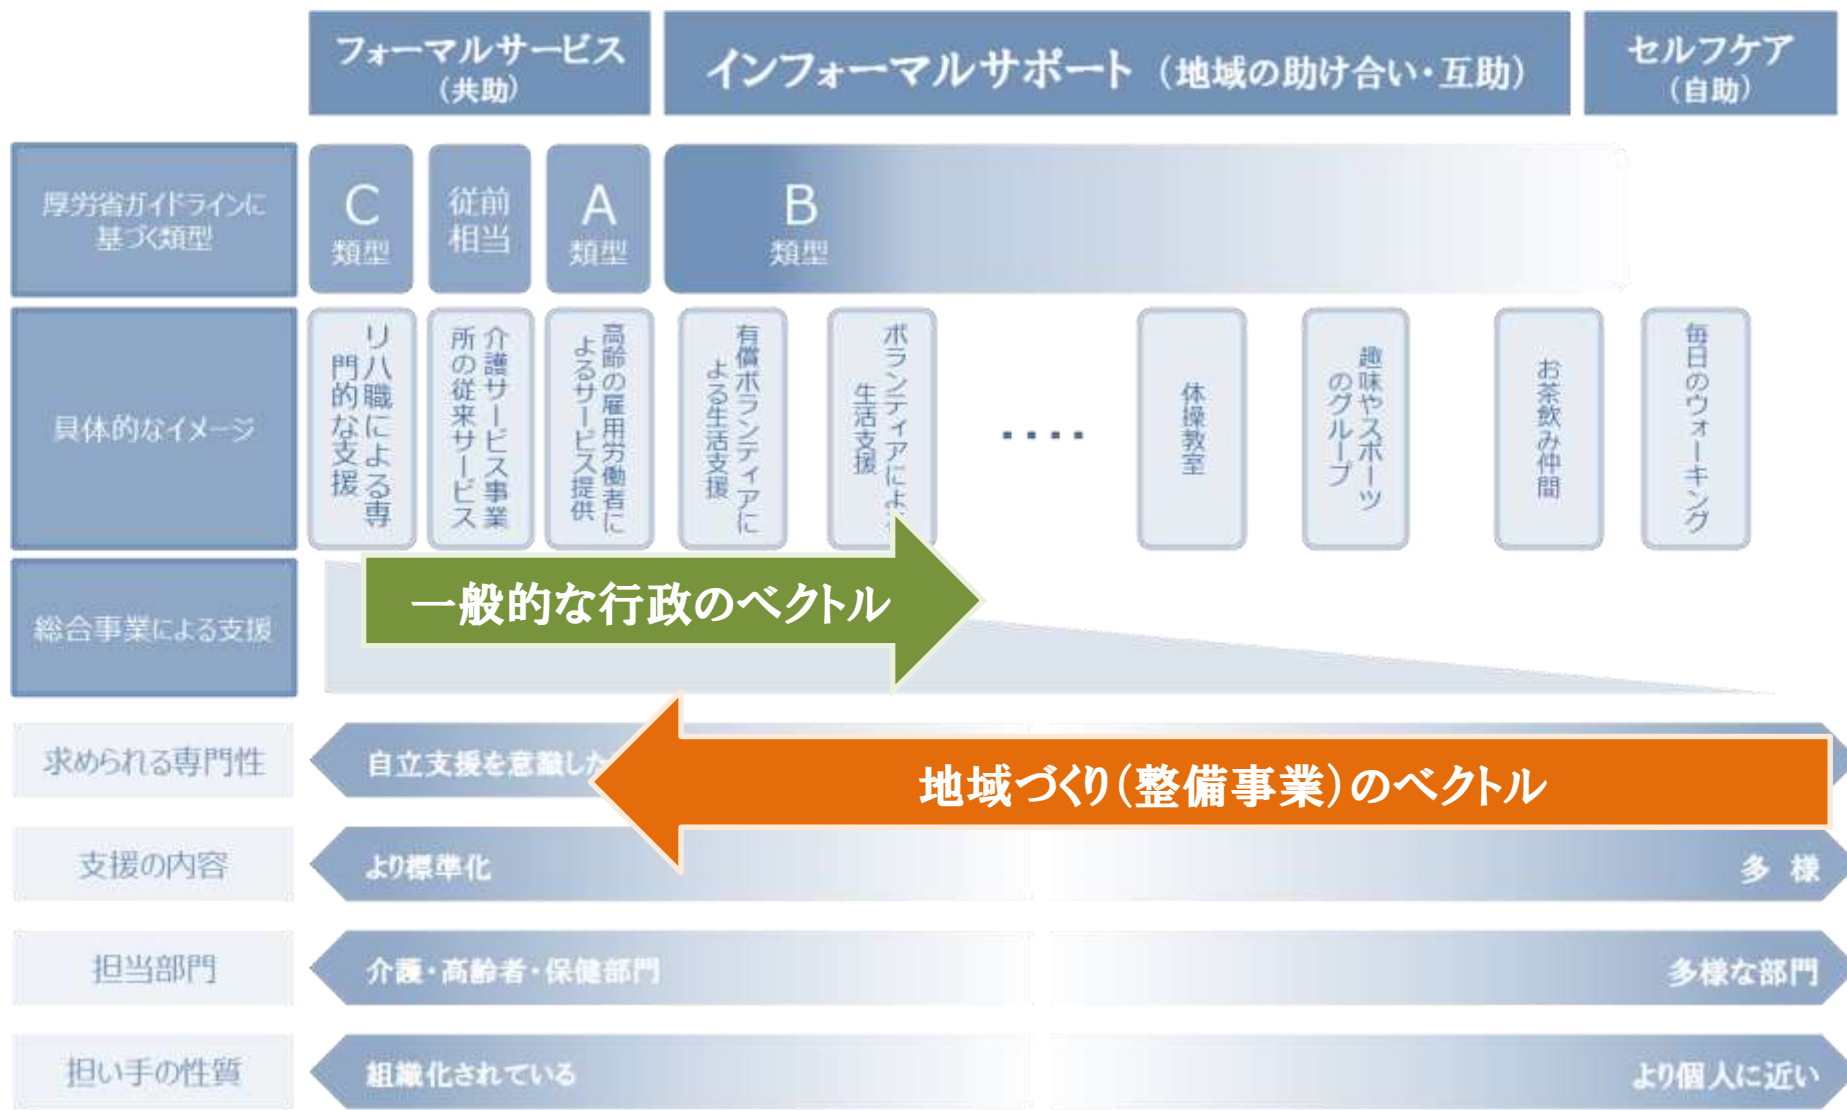 フォーマルサービス
（共助）
インフォーマルサポート（地域の助け合い・互助）
セルフケア
（自助）
厚労省ガイドラインに
基づく類型
C
類型
従前
相当
A
類型
B
類型
具体的なイメージ
リハ職による専
門的な支援
介護サービス事業
所の従来サービス
高齢の雇用労働者に
よるサービス提供
有償ボランティアに
よる生活支援
ボランティアによ
生活支援
・・・・
体操教室
趣味やスポーツ
のグループ
お茶飲み仲間
毎日のウォーキング
総合事業による支援
一般的な行政のベクトル
求められる専門性
自立支援を意識した
地域づくり（整備事業）のベクトル
支援の内容
より標準化
多 様
担当部門
介護・高齢者・保健部門
多様な部門
担い手の性質
組織化されている
より個人に近い